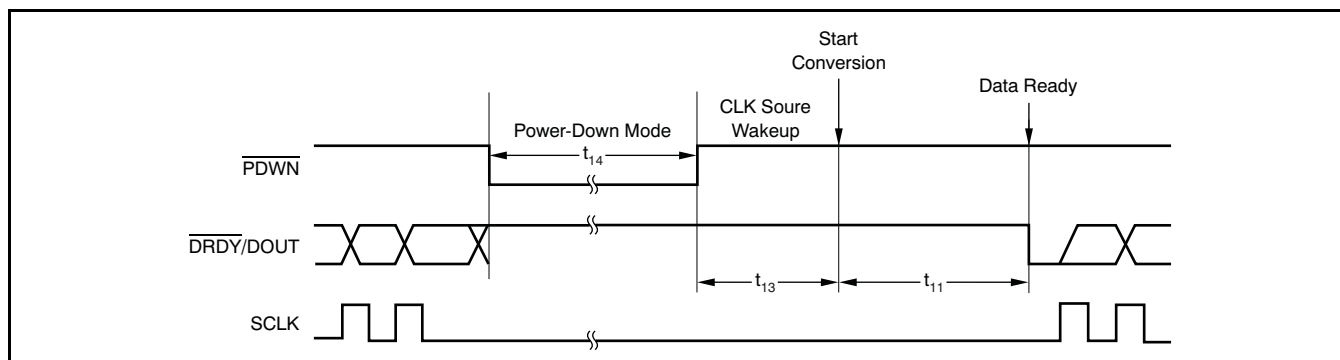 Start
Conversion
Data Ready
CLK Soure
Wakeup
Power-Down Mode
t14
PDWN
DRDY/DOUT
t13
t11
SCLK